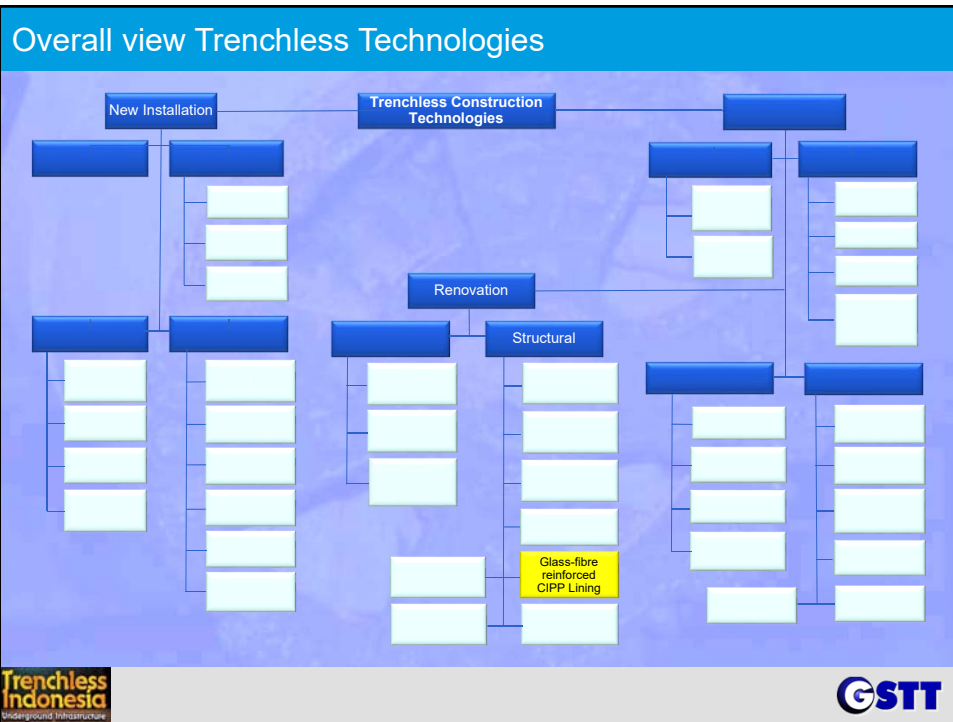 Overall view Trenchless Technologies
New Installation
Trenchless Construction
Technologies
Renovation
Structural
Glass-fibre
reinforced
CIPP Lining
Trenchless
Indonesia
Underground Infrastructure
GSTT